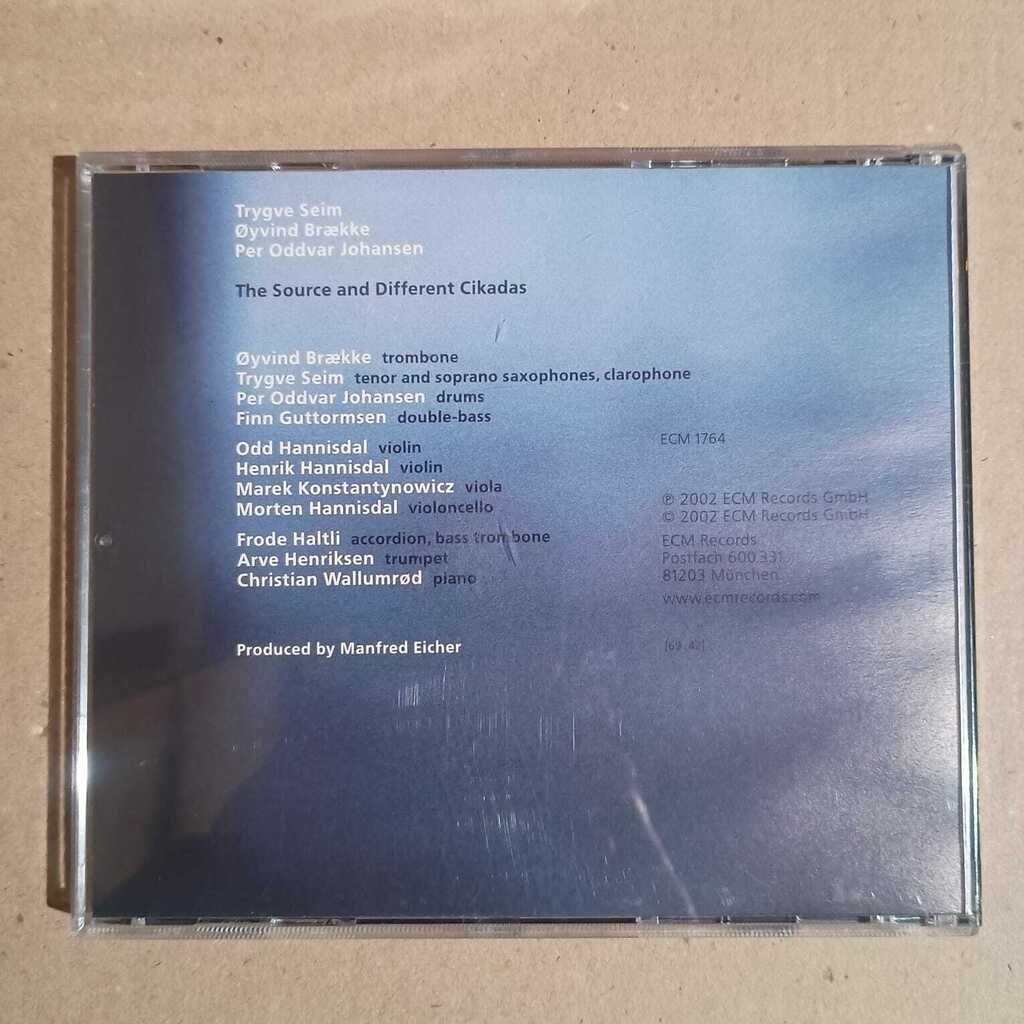 Trygve Seim
Øyvind Brække
Per Oddvar Johansen
The Source and Different Cikadas
Øyvind Brække trombone
Trygve Seim tenor and soprano saxophones, clarophone
Per Oddvar Johansen drums
Finn Guttormsen double-bass
Odd Hannisdal violin
Henrik Hannisdal violin
Marek Konstantynowicz viola
Morten Hannisdal violoncello
Frode Haltli accordion, bass trombone
Arve Henriksen trumpet
Christian Wallumrød piano
Produced by Manfred Eicher
ECM 1764
℗ 2002 ECM Records GmbH
© 2002 ECM Records GmbH
ECM Records
Postfach 600 331
81203 München
www.ecmrecords.com
[69:42]